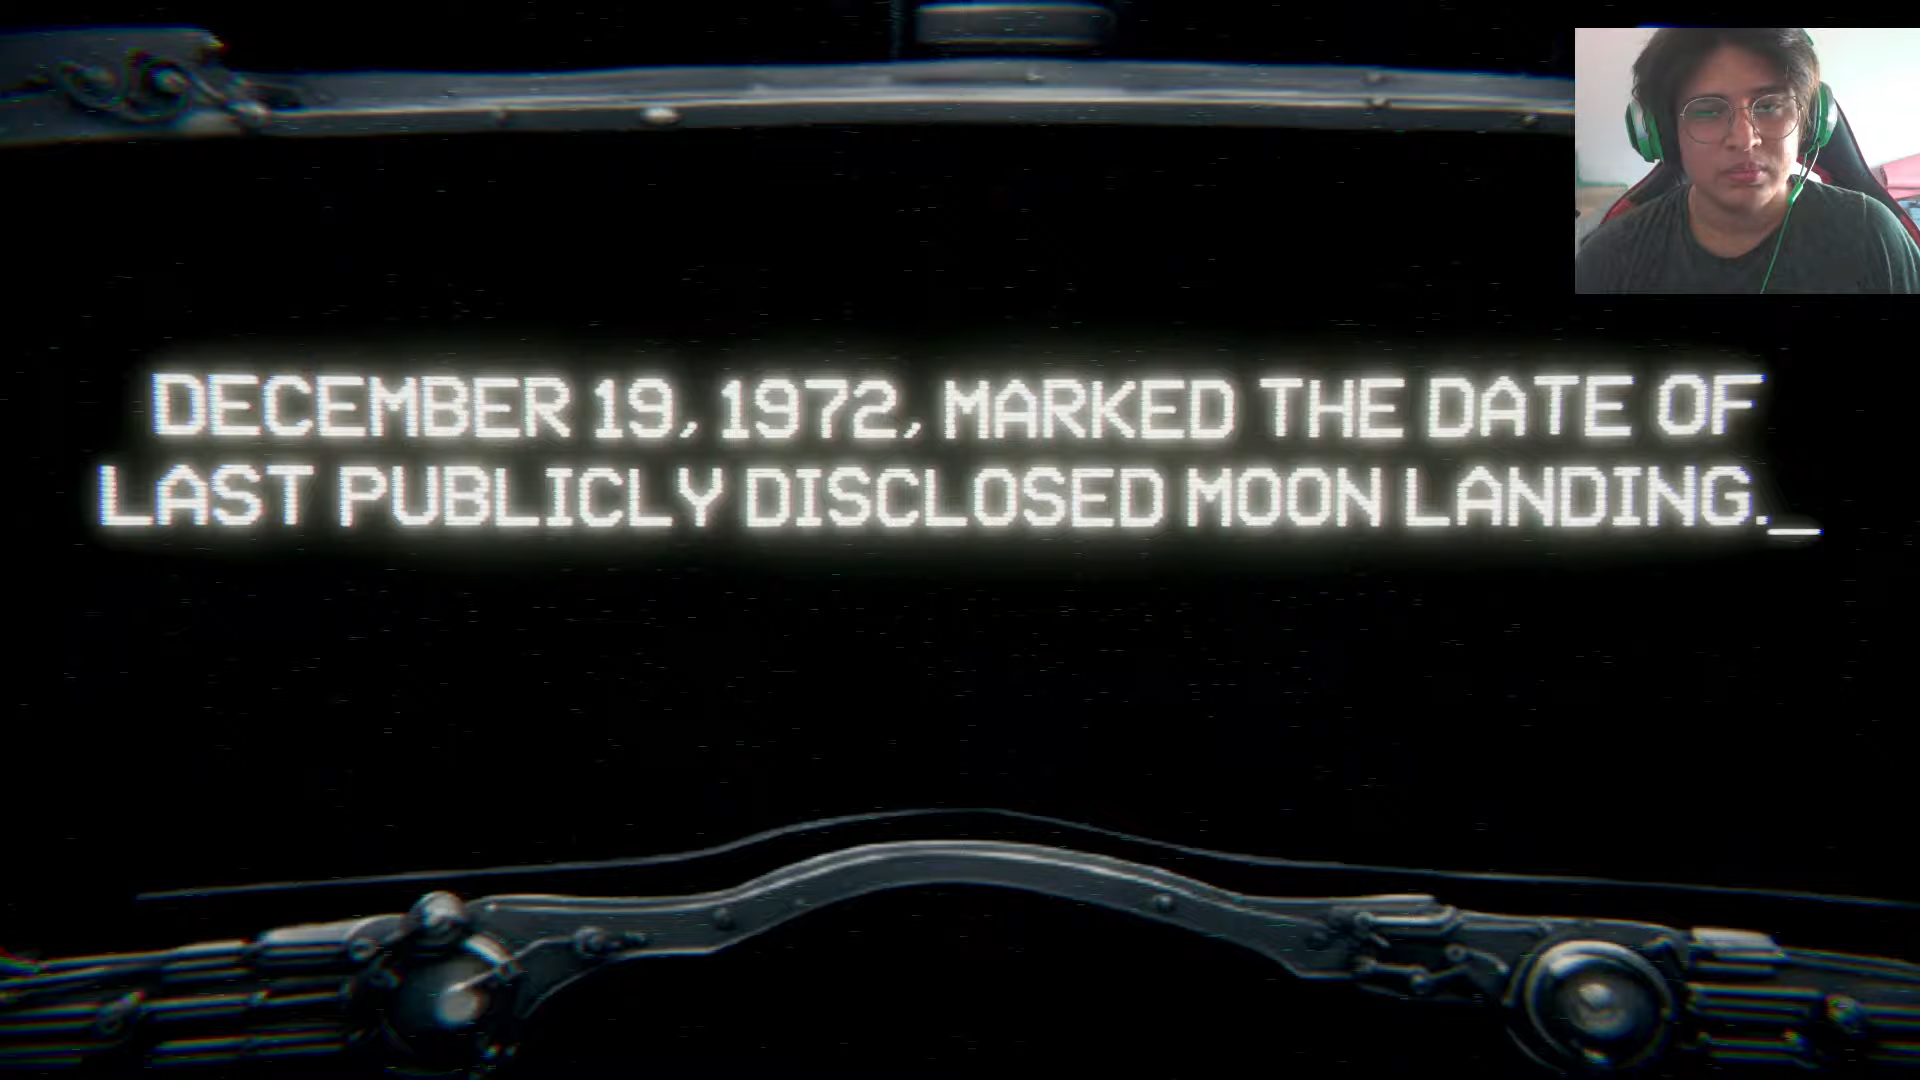 DECEMBER 19, 1972, MARKED THE DATE OF
LAST PUBLICLY DISCLOSED MOON LANDING._